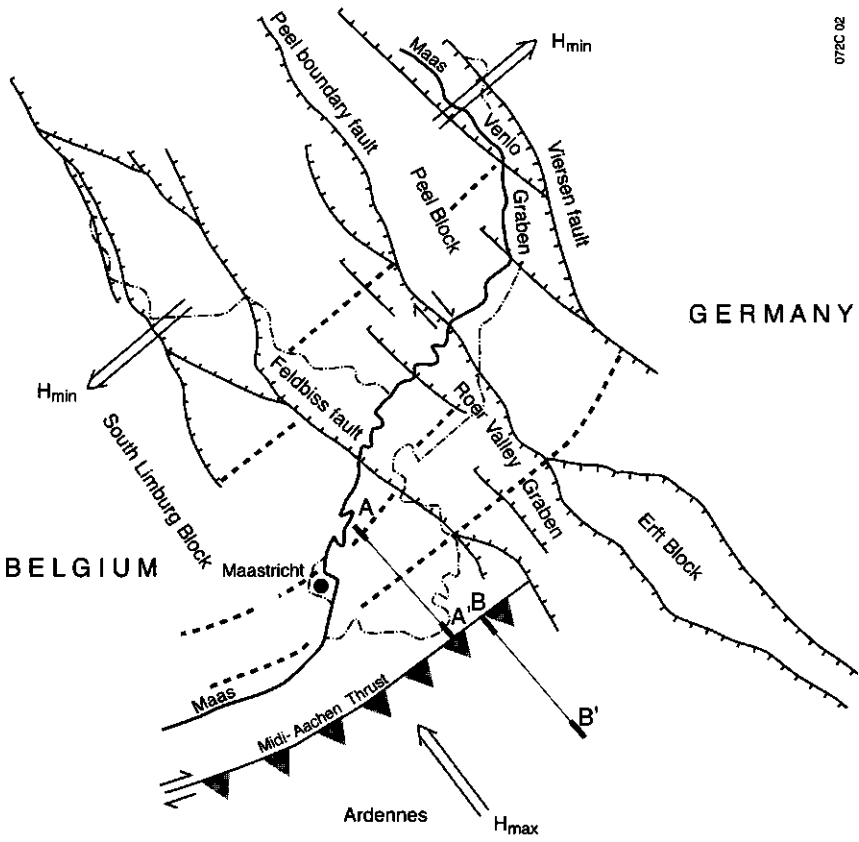 072C 02
Hmin
Maas
Peel boundary fault
Venlo
Graben
Viersen fault
Peel Block
GERMANY
Hmin
Feldbiss fault
Roer Valley
Graben
South Limburg Block
Erft Block
BELGIUM
Maastricht
A
A'
B
B'
Maas
Midi-Aachen Thrust
Ardennes
Hmax